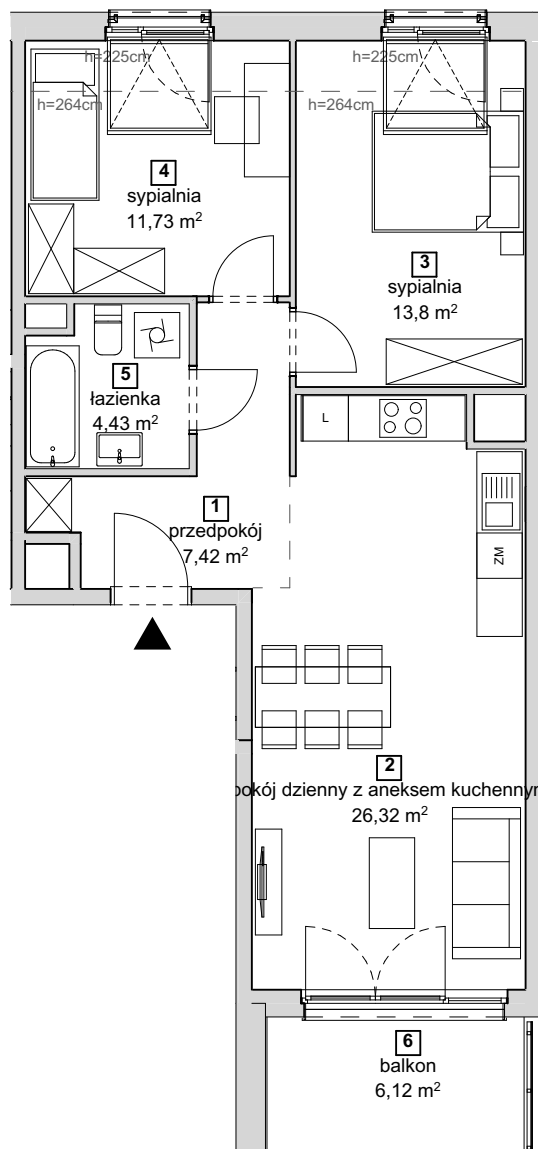 h=225cm
h=225cm
h=264cm
h=264cm
4
sypialnia
11,73 m²
3
sypialnia
13,8 m²
5
łazienka
4,43 m²
L
1
przedpokój
7,42 m²
ZM
2
pokój dzienny z aneksem kuchennym
26,32 m²
6
balkon
6,12 m²